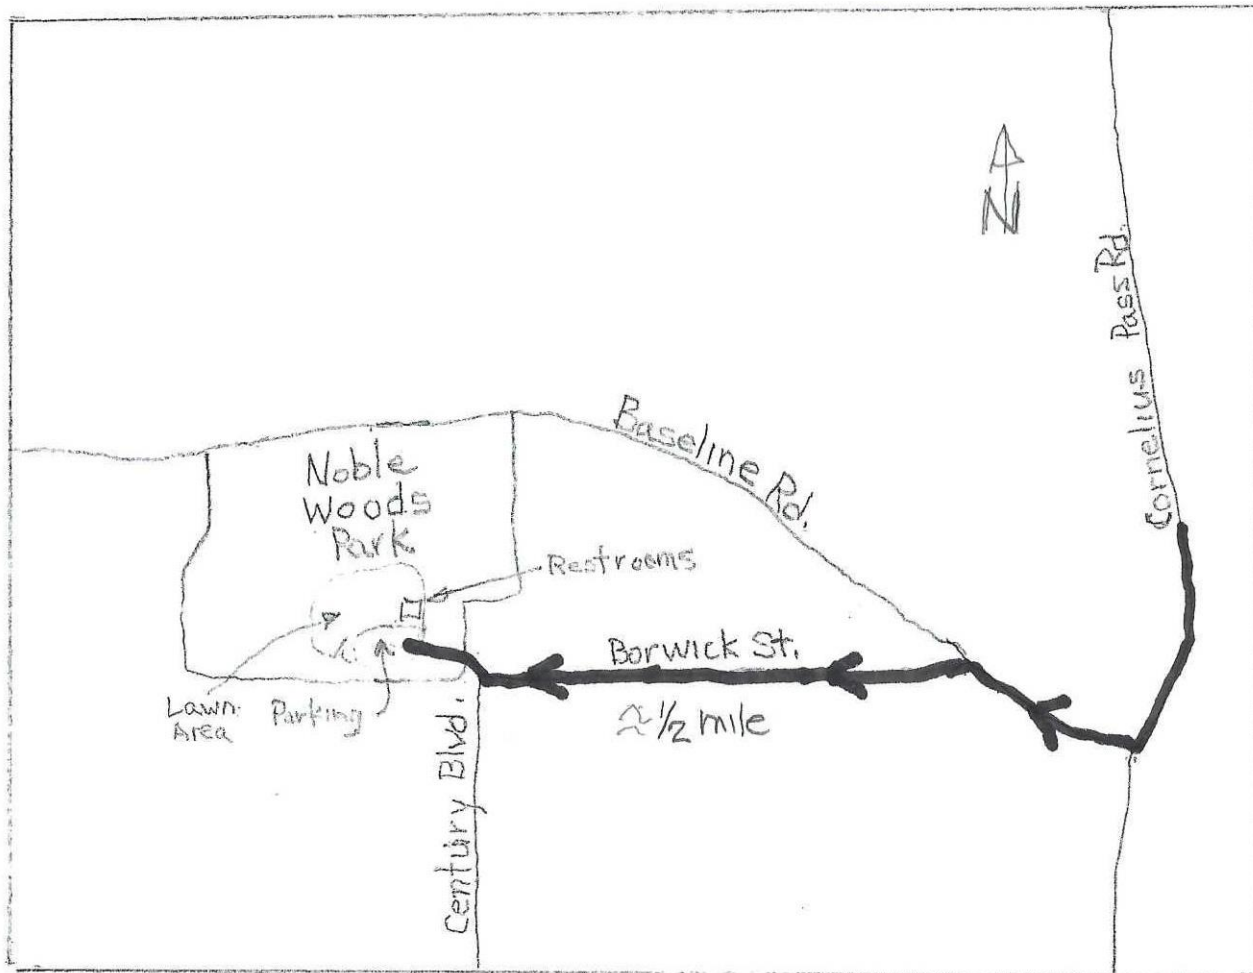 N
Cornelius Pass Rd.
Baseline Rd.
Noble
Woods
Park
Restrooms
Borwick St.
≈ 1/2 mile
Lawn
Area
Parking
Century Blvd.